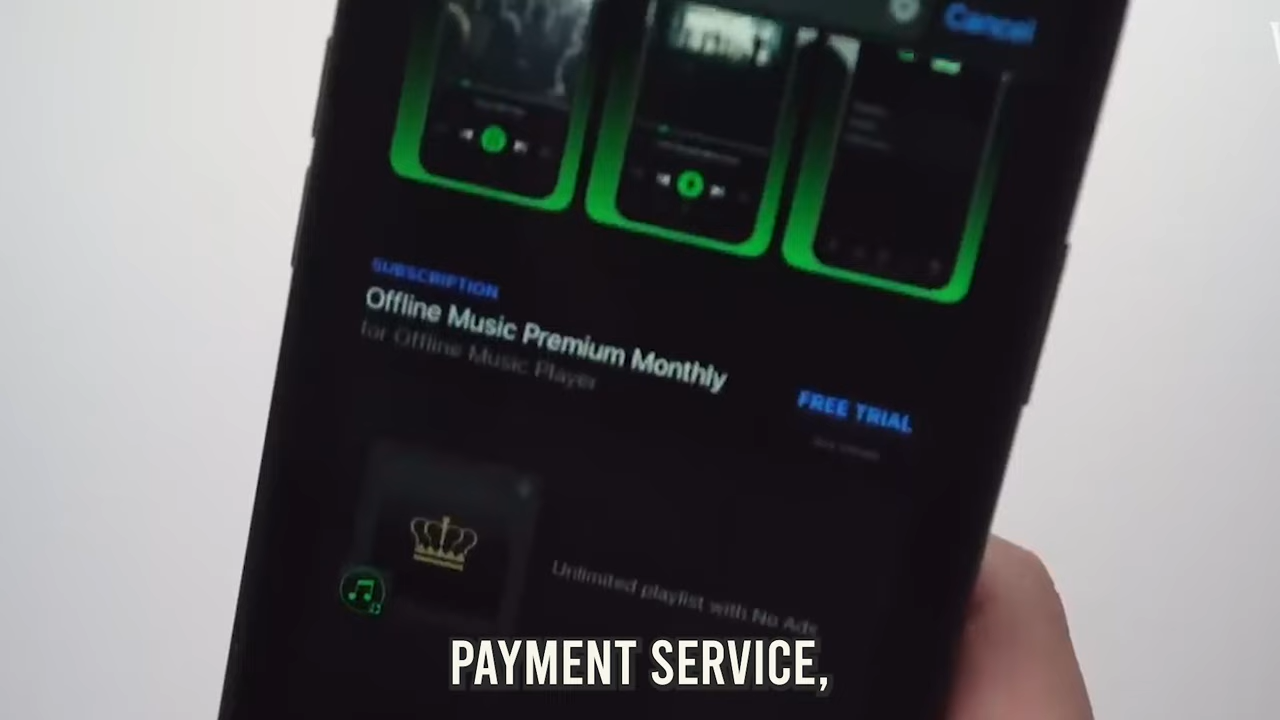 Cancel
SUBSCRIPTION
Offline Music Premium Monthly
for Offline Music Player
FREE TRIAL
Unlimited playlist with No Ads
PAYMENT SERVICE,